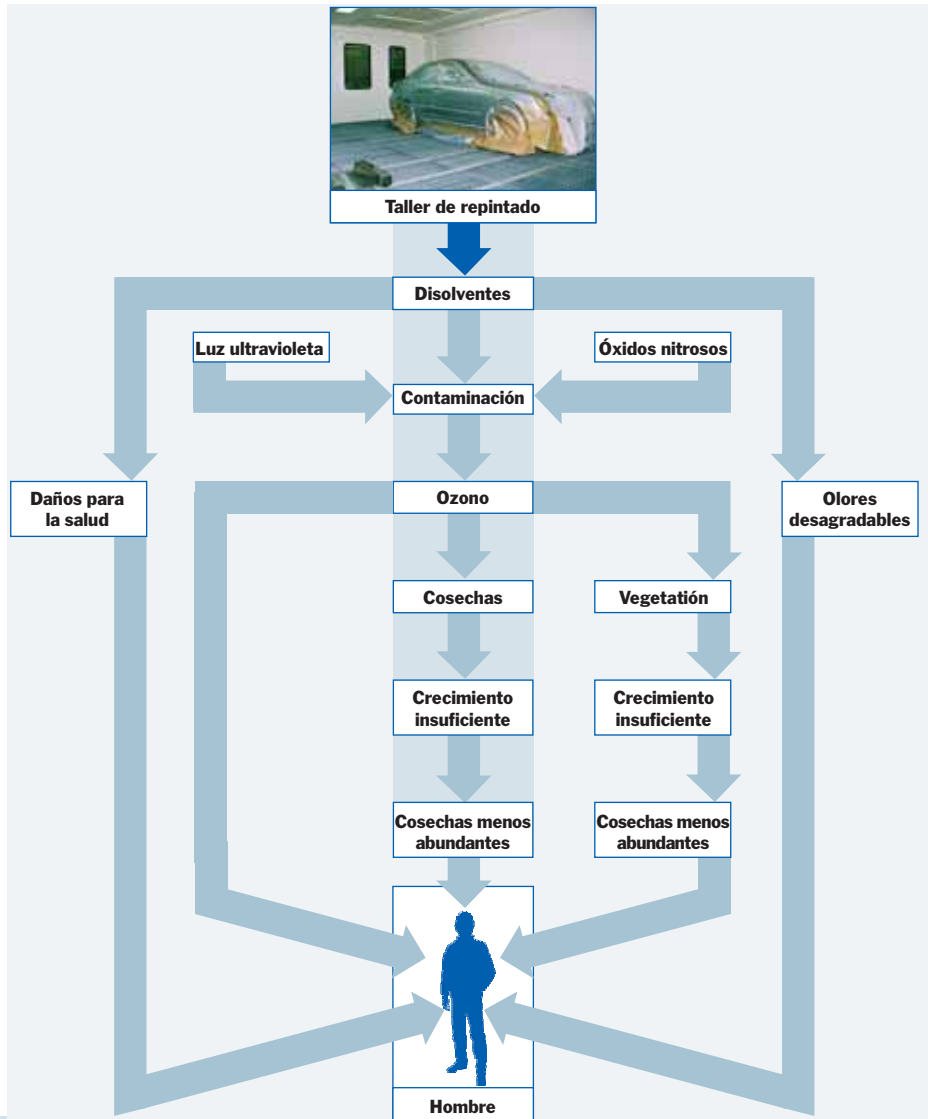 Taller de repintado
Disolventes
Luz ultravioleta
Óxidos nitrosos
Contaminación
Daños para
la salud
Ozono
Olores
desagradables
Cosechas
Vegetatión
Crecimiento
insuficiente
Crecimiento
insuficiente
Cosechas menos
abundantes
Cosechas menos
abundantes
Hombre